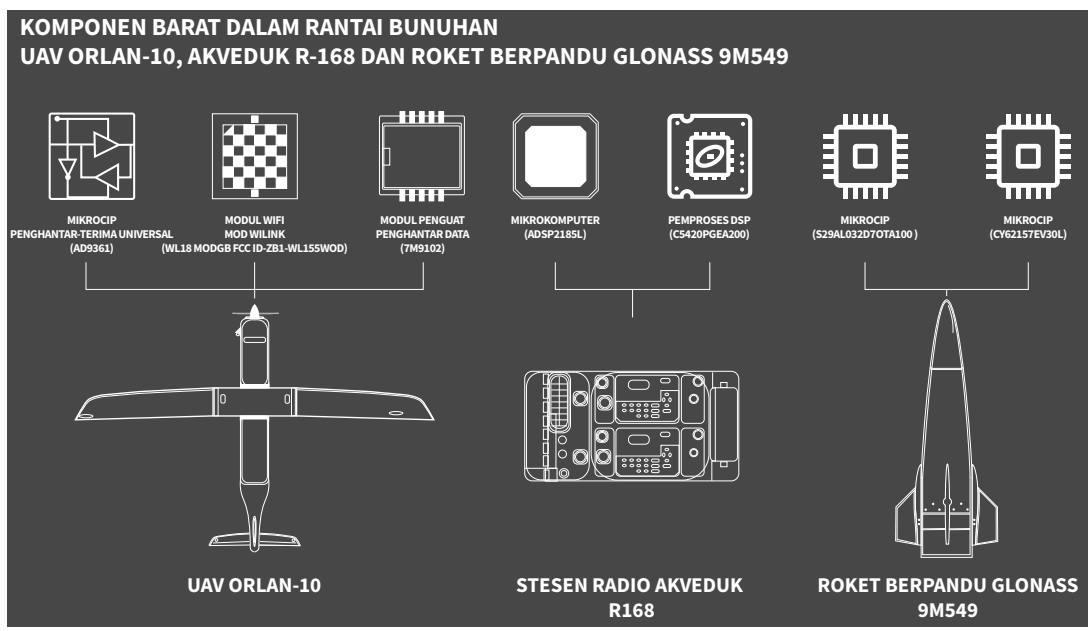 KOMPONEN BARAT DALAM RANTAI BUNUHAN
UAV ORLAN-10, AKVEDUK R-168 DAN ROKET BERPANDU GLONASS 9M549
MIKROCIP
PENGHANTAR-TERIMA UNIVERSAL
(AD9361)
MODUL WIFI
MOD WILINK
(WL18 MODGB FCC ID-ZB1-WL155WOD)
MODUL PENGUAT
PENGHANTAR DATA
(7M9102)
MIKROKOMPUTER
(ADSP2185L)
PEMPROSES DSP
(C5420PGEA200)
MIKROCIP
(S29AL032D7OTA100 )
MIKROCIP
(CY62157EV30L)
UAV ORLAN-10
STESEN RADIO AKVEDUK
R168
ROKET BERPANDU GLONASS
9M549